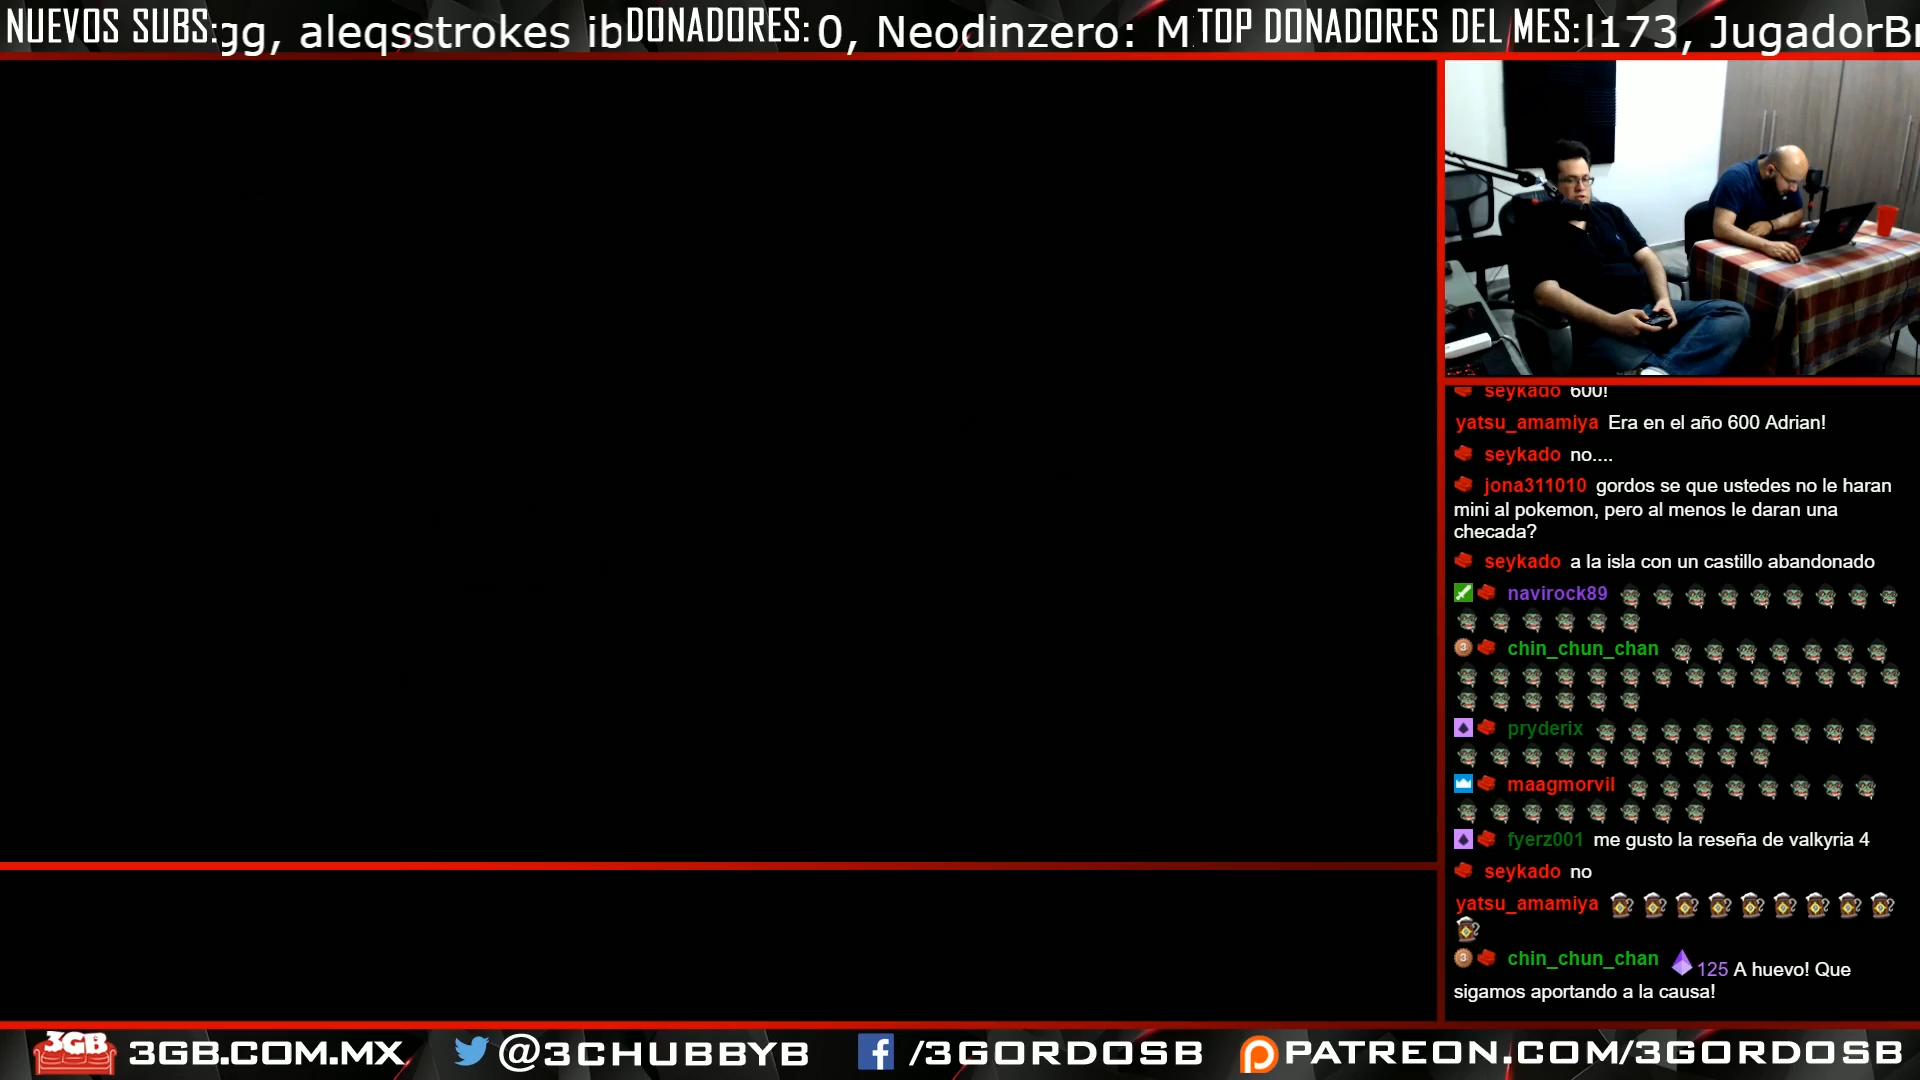 NUEVOS SUBS: gg, aleqsstrokes ib DONADORES: 0, Neodinzero: M TOP DONADORES DEL MES: l173, JugadorBr
seykado 600!
yatsu_amamiya Era en el año 600 Adrian!
seykado no....
jona311010 gordos se que ustedes no le haran
mini al pokemon, pero al menos le daran una
checada?
seykado a la isla con un castillo abandonado
navirock89
chin_chun_chan
pryderix
maagmorvil
fyerz001 me gusto la reseña de valkyria 4
seykado no
yatsu_amamiya
chin_chun_chan 125 A huevo! Que
sigamos aportando a la causa!
3GB 3GB.COM.MX @3CHUBBYB /3GORDOSB PATREON.COM/3GORDOSB